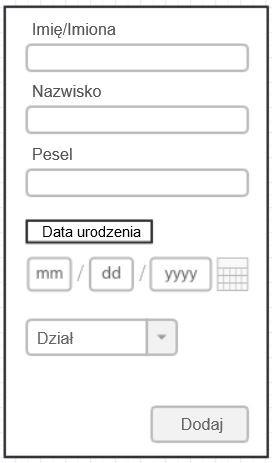 Imię/Imiona
Nazwisko
Pesel
Data urodzenia
mm / dd / yyyy
Dział
Dodaj